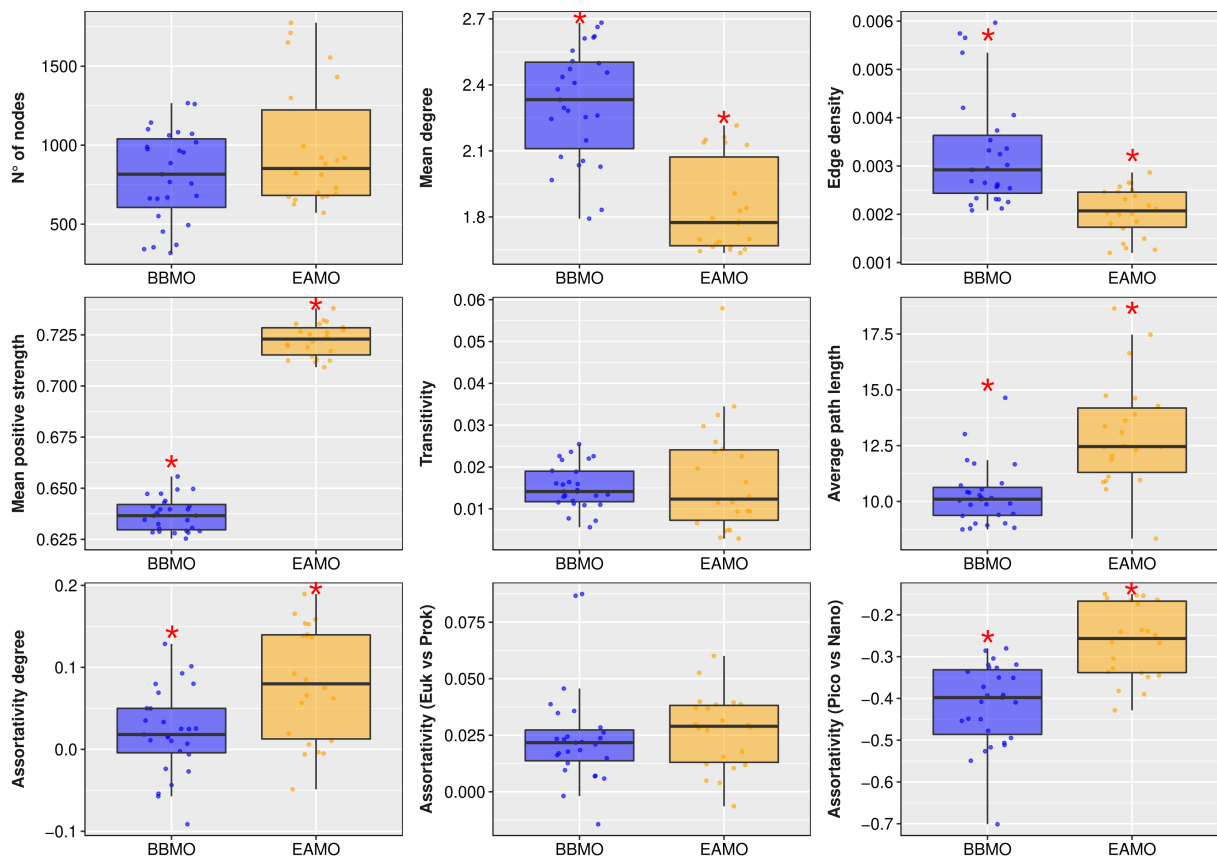 N° of nodes
1500
1000
500
BBMO
EAMO
Mean degree
2.7
2.4
2.1
1.8
BBMO
EAMO
Edge density
0.006
0.005
0.004
0.003
0.002
0.001
BBMO
EAMO
Mean positive strength
0.725
0.700
0.675
0.650
0.625
BBMO
EAMO
Transitivity
0.06
0.05
0.04
0.03
0.02
0.01
BBMO
EAMO
Average path length
17.5
15.0
12.5
10.0
BBMO
EAMO
Assortativity degree
0.2
0.1
0.0
−0.1
BBMO
EAMO
Assortativity (Euk vs Prok)
0.075
0.050
0.025
0.000
BBMO
EAMO
Assortativity (Pico vs Nano)
−0.2
−0.3
−0.4
−0.5
−0.6
−0.7
BBMO
EAMO